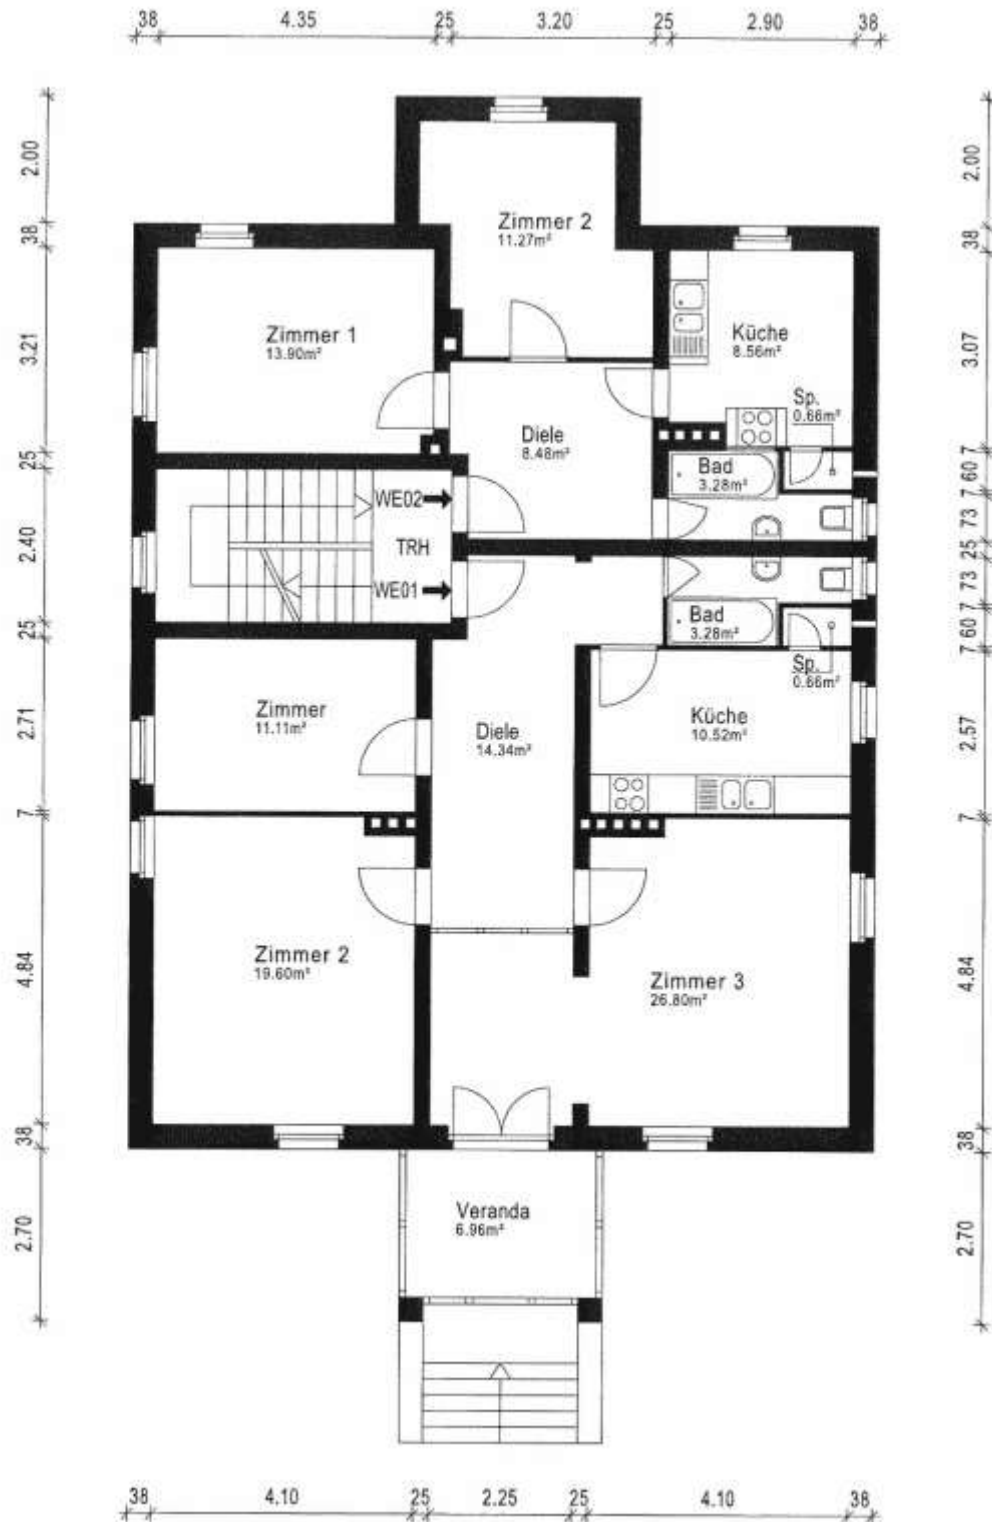 38 4.35 25 3.20 25 2.90 38
2.00
38
3.21
25
2.40
25
2.71
7
4.84
38
2.70
2.00
38
3.07
7
60
7
73
25
73
7
60
7
2.57
7
4.84
38
2.70
Zimmer 2
11.27m²
Zimmer 1
13.90m²
Küche
8.56m²
Sp.
0.66m²
Diele
8.48m²
Bad
3.28m²
WE02
TRH
WE01
Bad
3.28m²
Sp.
0.66m²
Zimmer
11.11m²
Diele
14.34m²
Küche
10.52m²
Zimmer 2
19.60m²
Zimmer 3
26.80m²
Veranda
6.96m²
38 4.10 25 2.25 25 4.10 38